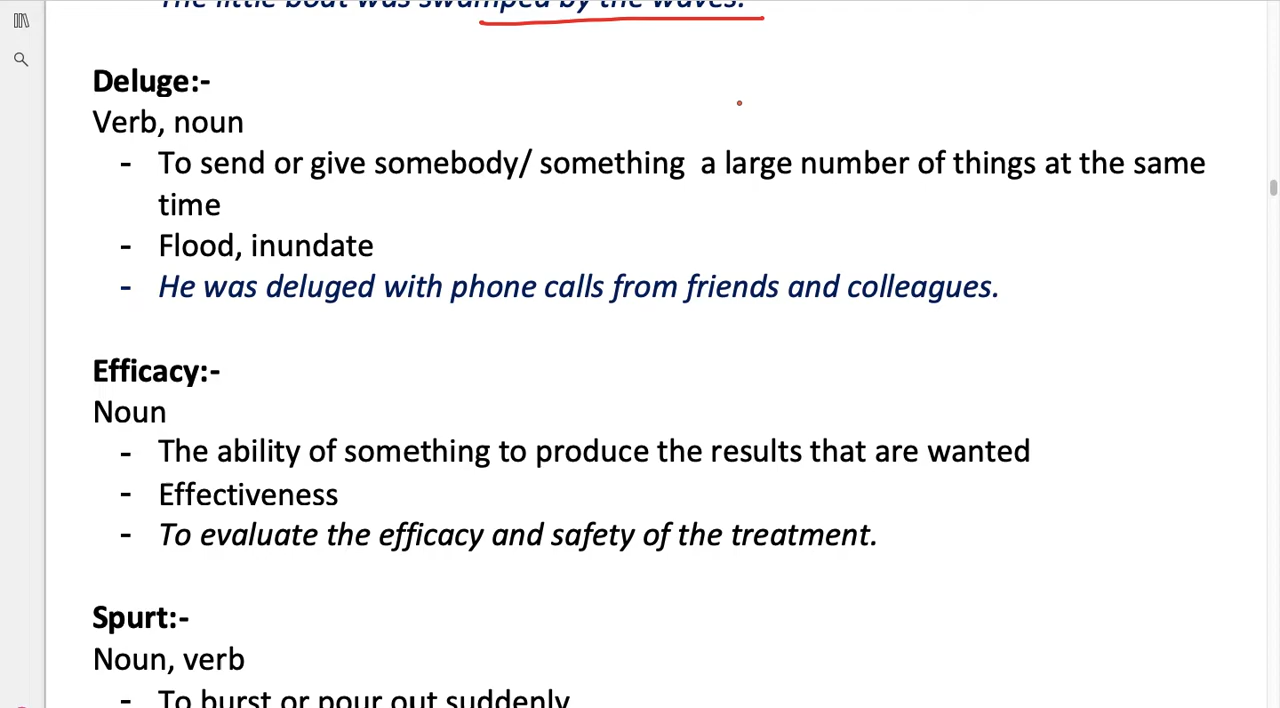 The little boat was swamped by the waves.
Deluge:-
Verb, noun
- To send or give somebody/ something a large number of things at the same
time
- Flood, inundate
- He was deluged with phone calls from friends and colleagues.
Efficacy:-
Noun
- The ability of something to produce the results that are wanted
- Effectiveness
- To evaluate the efficacy and safety of the treatment.
Spurt:-
Noun, verb
- To burst or pour out suddenly